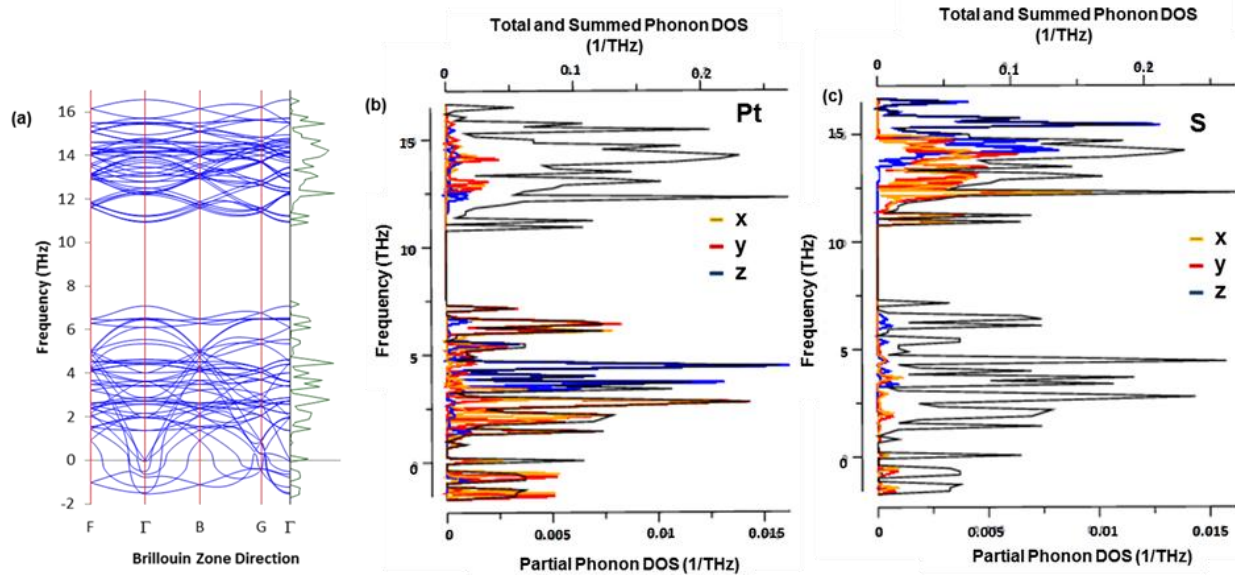 (a)
Frequency (THz)
16
14
12
10
8
6
4
2
0
-2
F Γ B G Γ
Brillouin Zone Direction
Total and Summed Phonon DOS
(1/THz)
0 0.1 0.2
(b)
Pt
Frequency (THz)
15
10
5
0
x
y
z
0 0.005 0.01 0.015
Partial Phonon DOS (1/THz)
Total and Summed Phonon DOS
(1/THz)
0 0.1 0.2
(c)
S
Frequency (THz)
15
10
5
0
x
y
z
0 0.005 0.01 0.015
Partial Phonon DOS (1/THz)